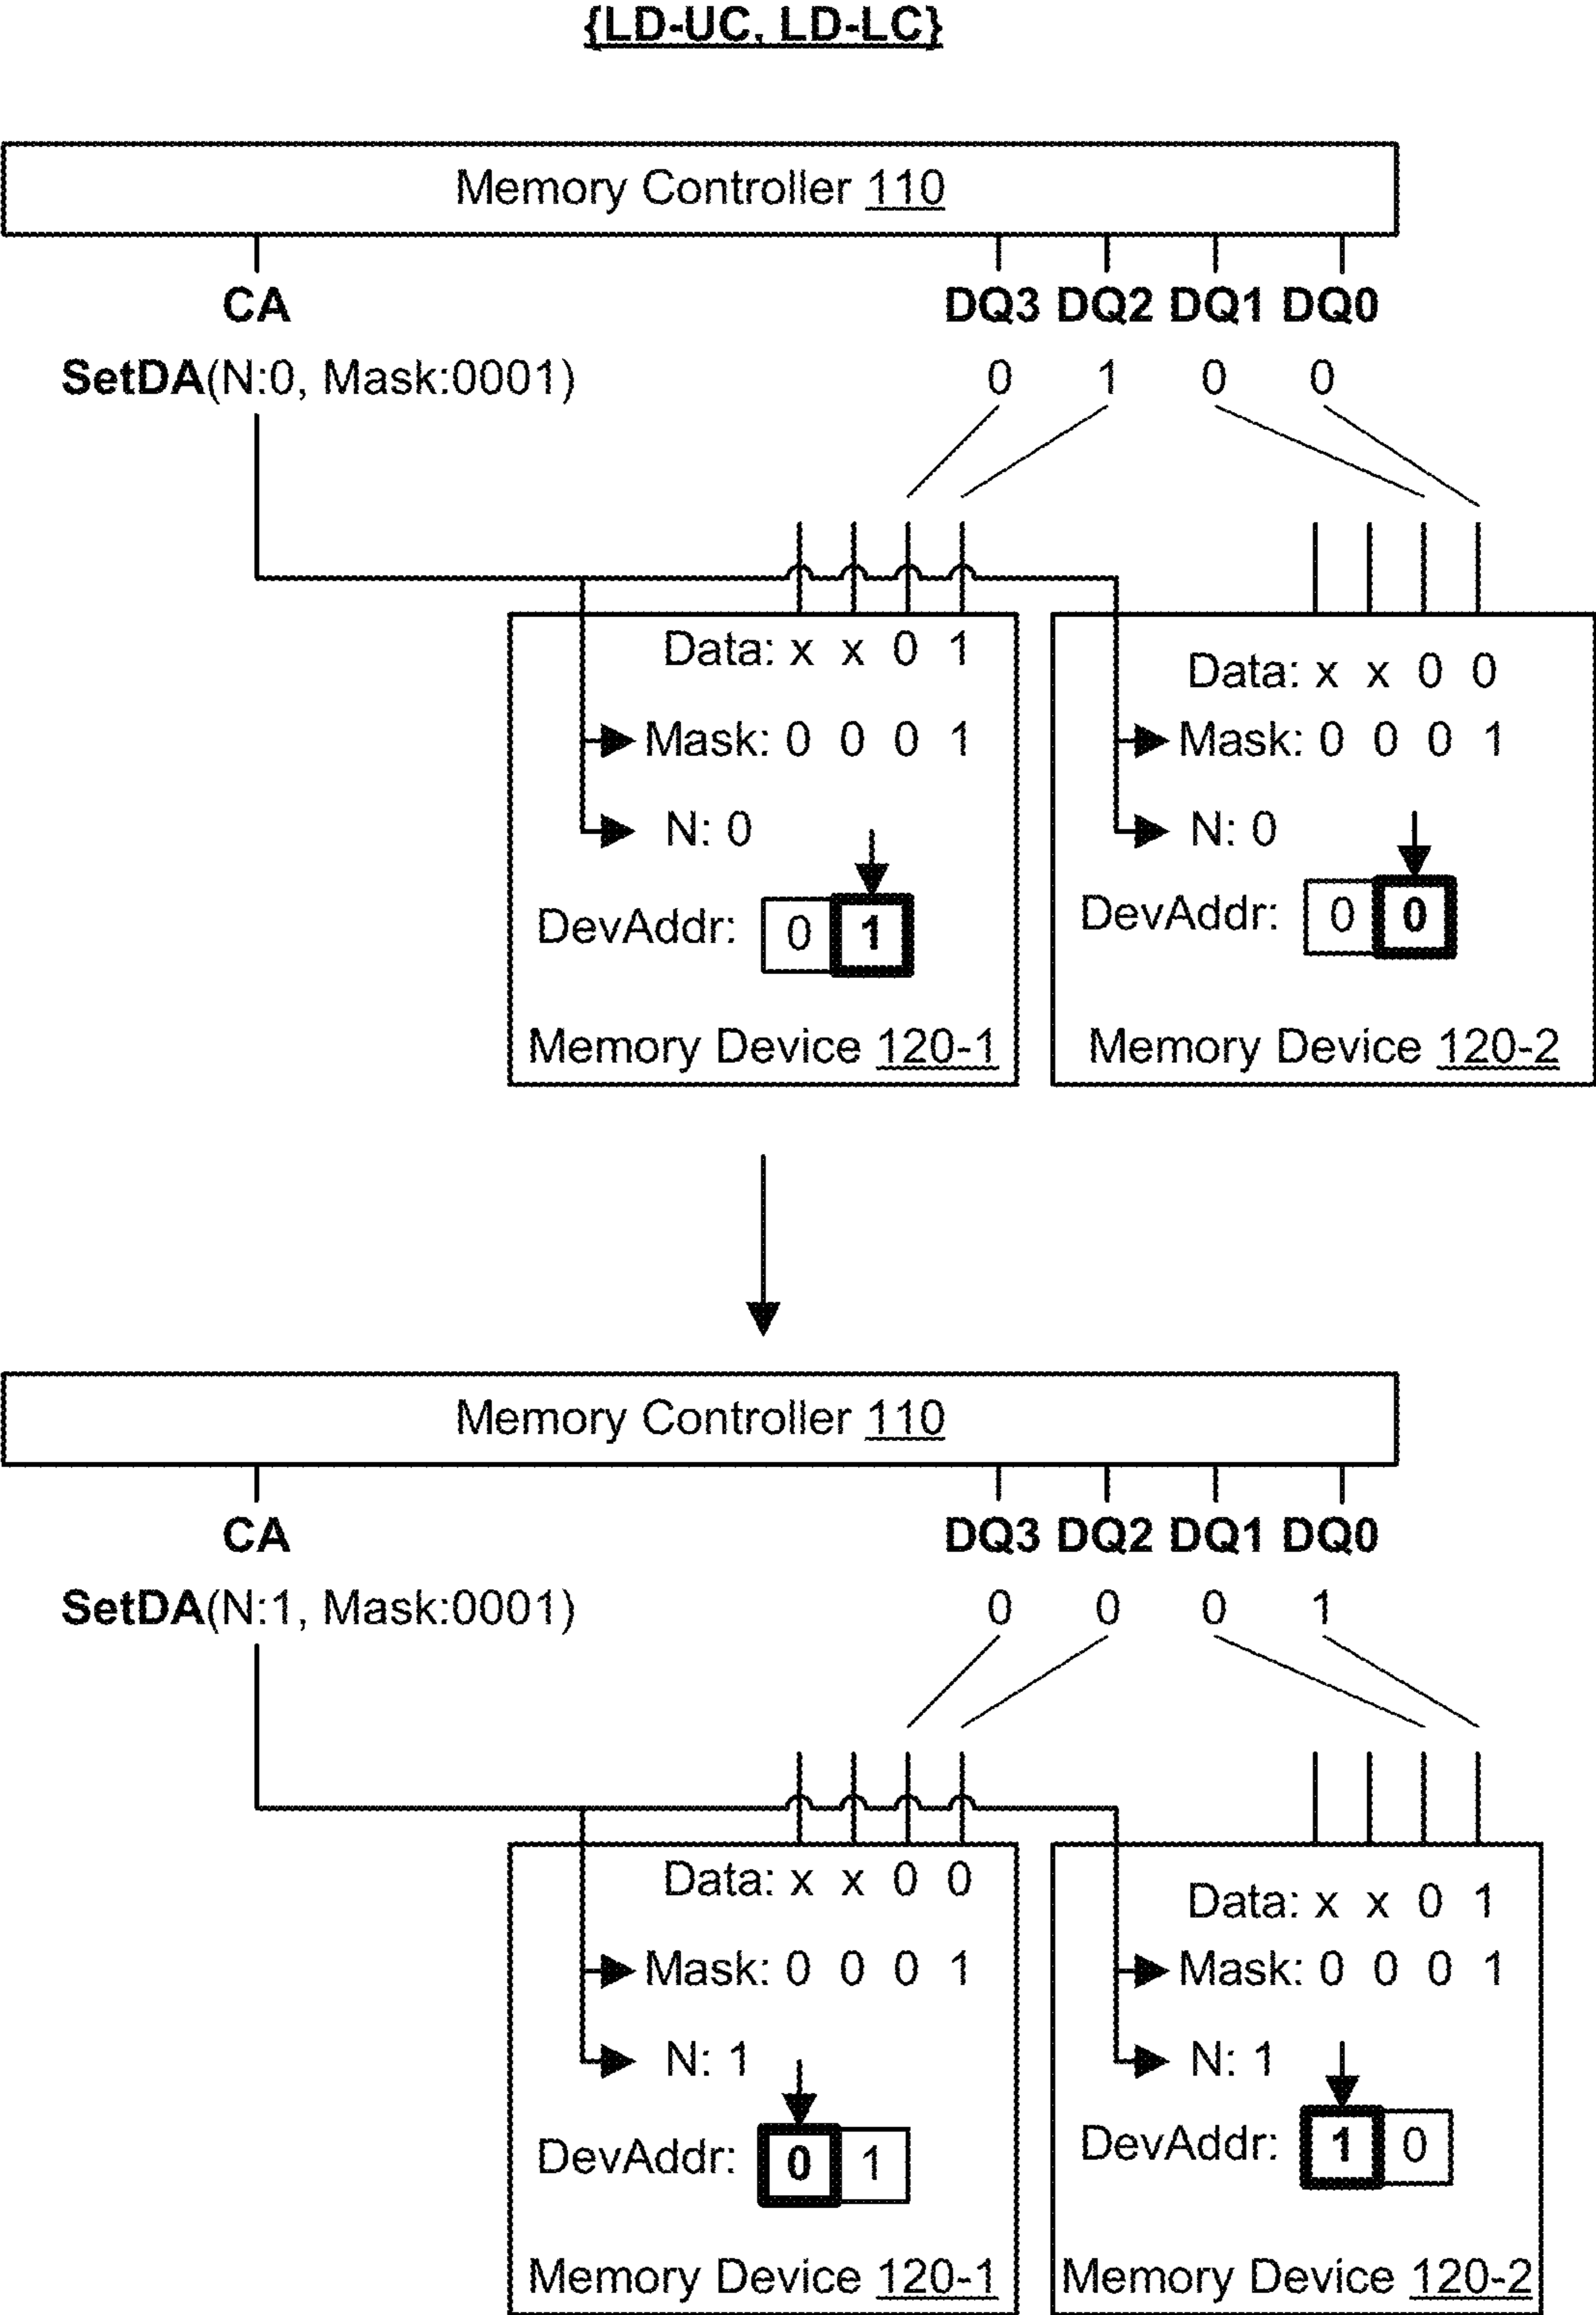 {LD-UC, LD-LC}
Memory Controller 110
CA
DQ3 DQ2 DQ1 DQ0
SetDA(N:0, Mask:0001)
0 1 0 0
Data: x x 0 1
Mask: 0 0 0 1
N: 0
DevAddr: 0 1
Memory Device 120-1
Data: x x 0 0
Mask: 0 0 0 1
N: 0
DevAddr: 0 0
Memory Device 120-2
Memory Controller 110
CA
DQ3 DQ2 DQ1 DQ0
SetDA(N:1, Mask:0001)
0 0 0 1
Data: x x 0 0
Mask: 0 0 0 1
N: 1
DevAddr: 0 1
Memory Device 120-1
Data: x x 0 1
Mask: 0 0 0 1
N: 1
DevAddr: 1 0
Memory Device 120-2